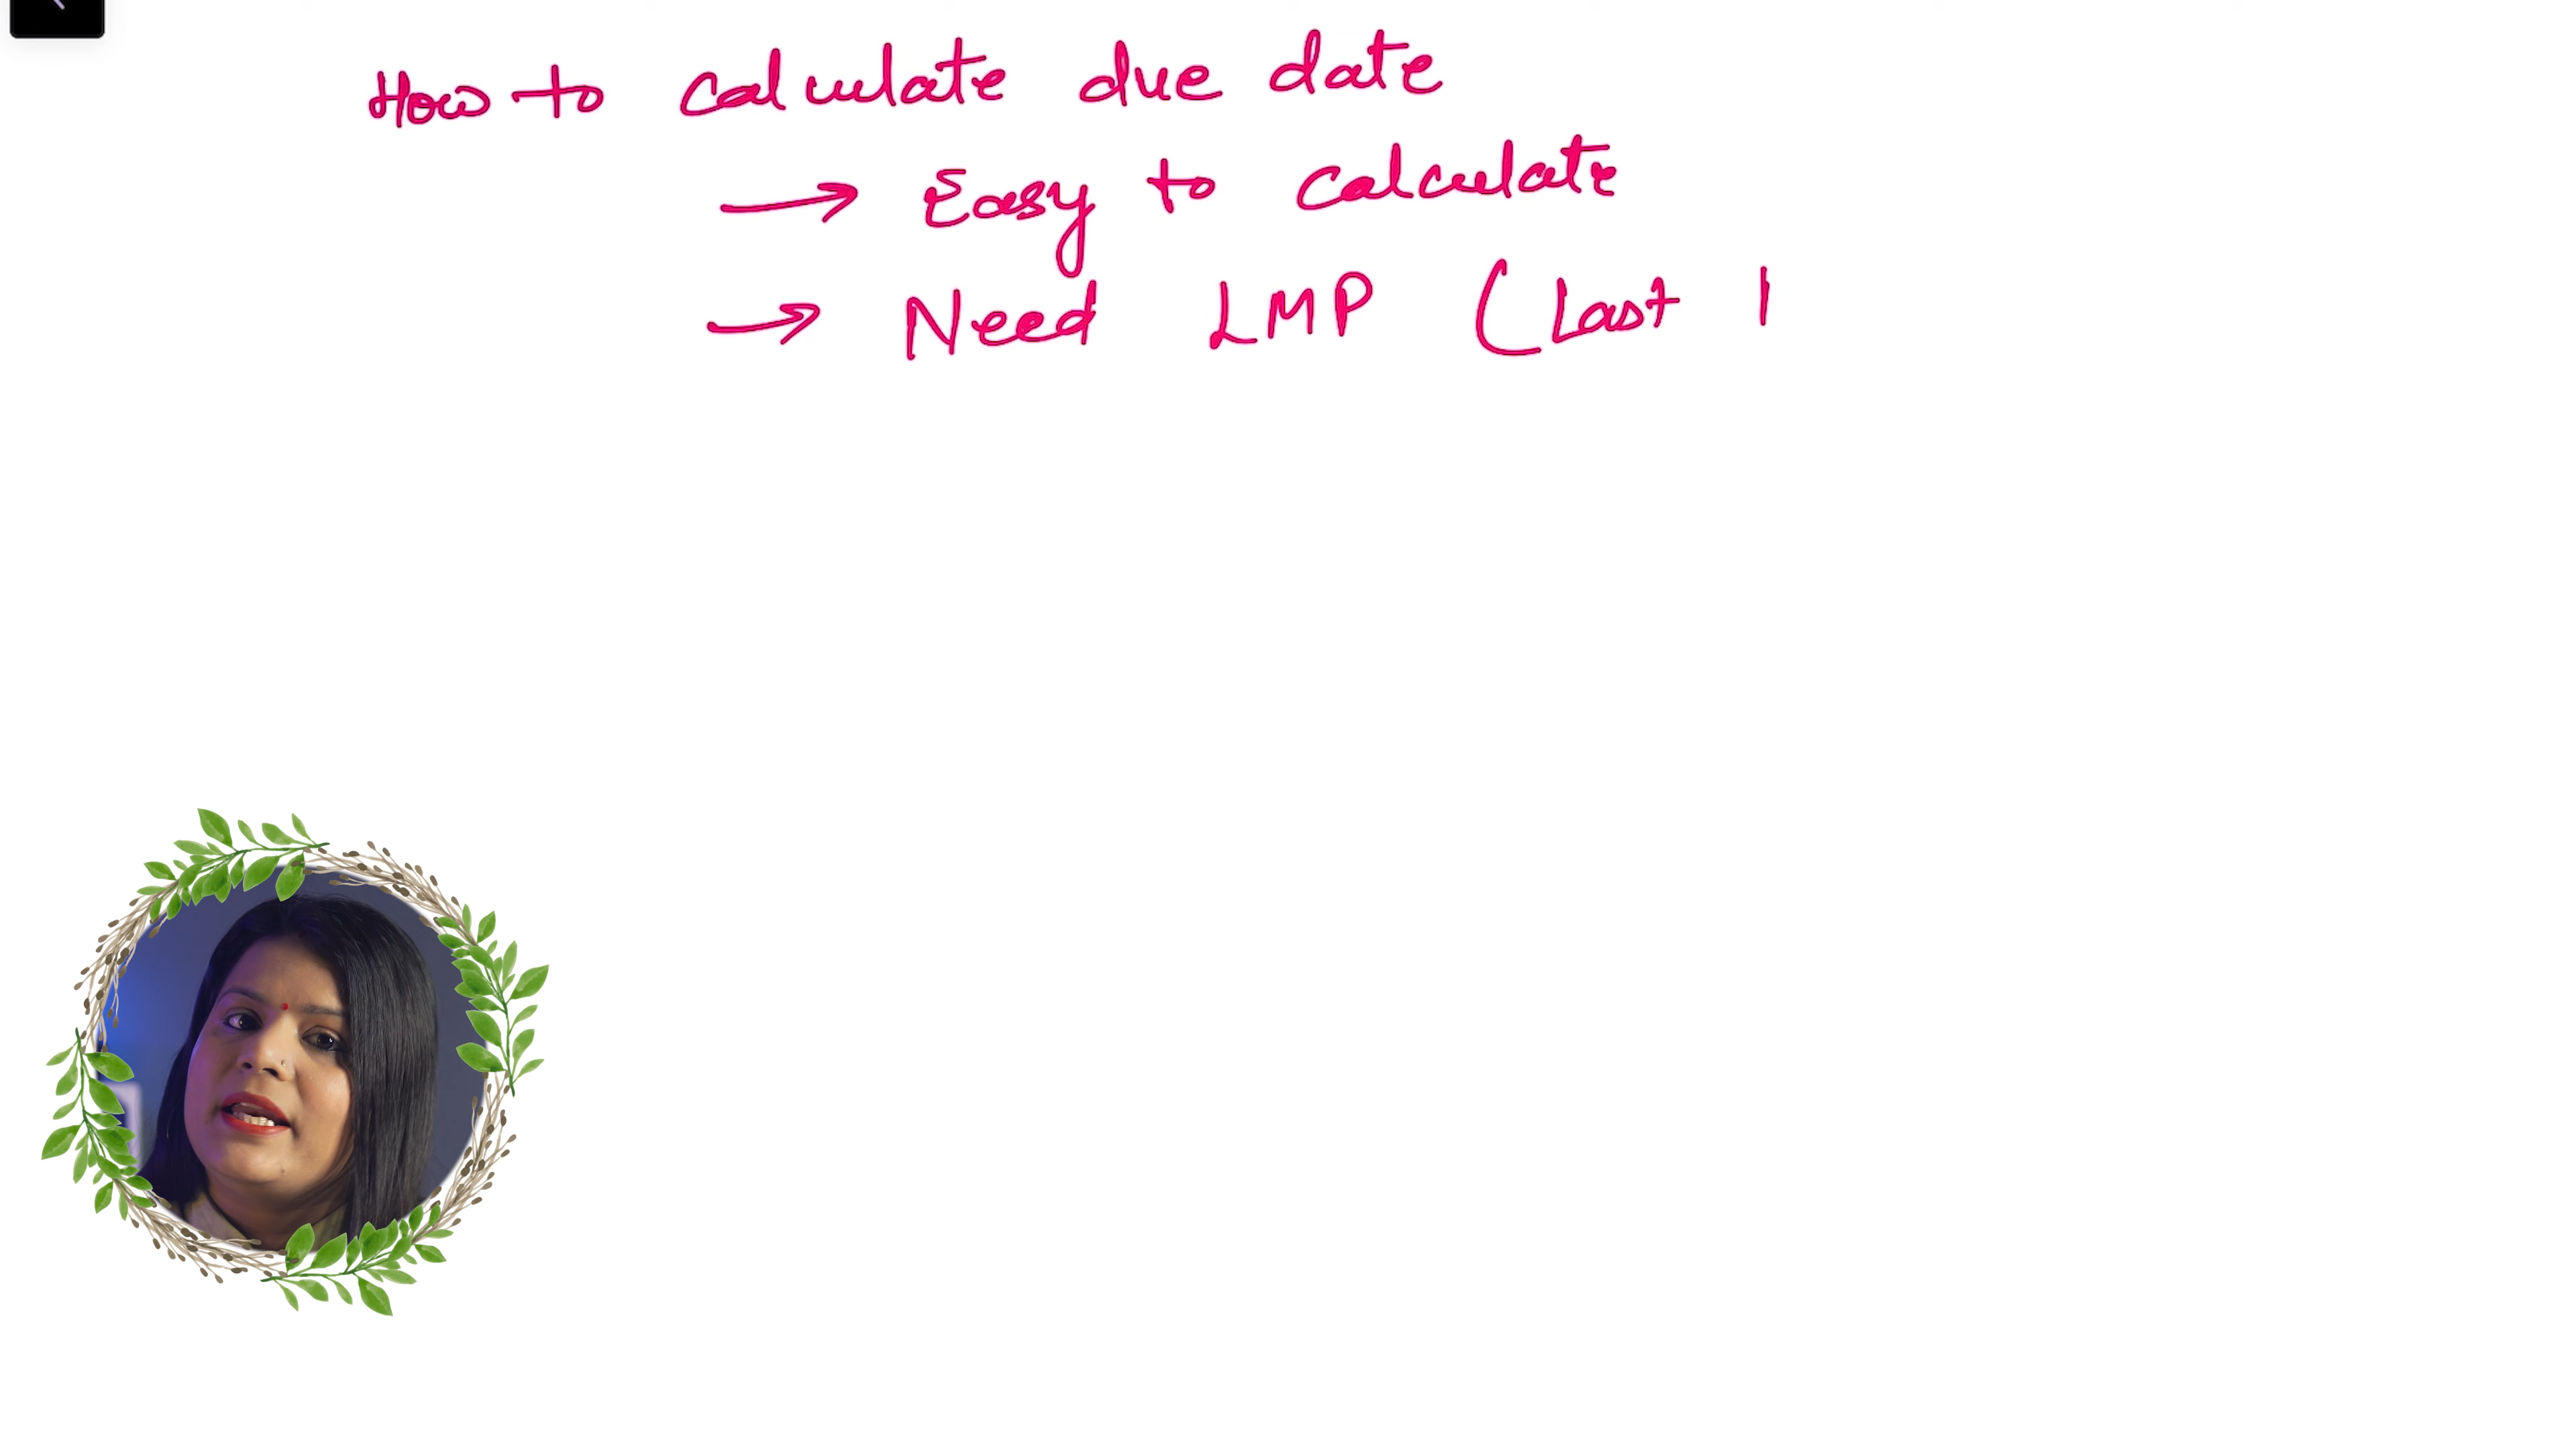 How to calculate due date
→ Easy to calculate
→ Need LMP (Last